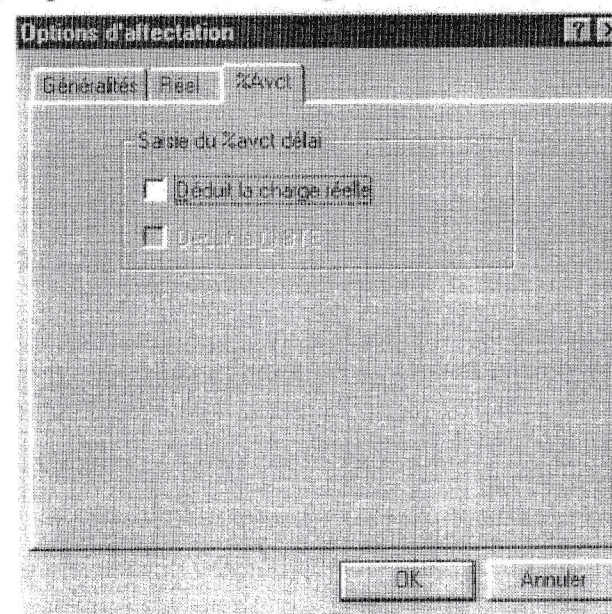 Options d'affectation
Généralités Réel %Avct
Saisie du %avct délai
Déduit la charge réelle
OK Annuler